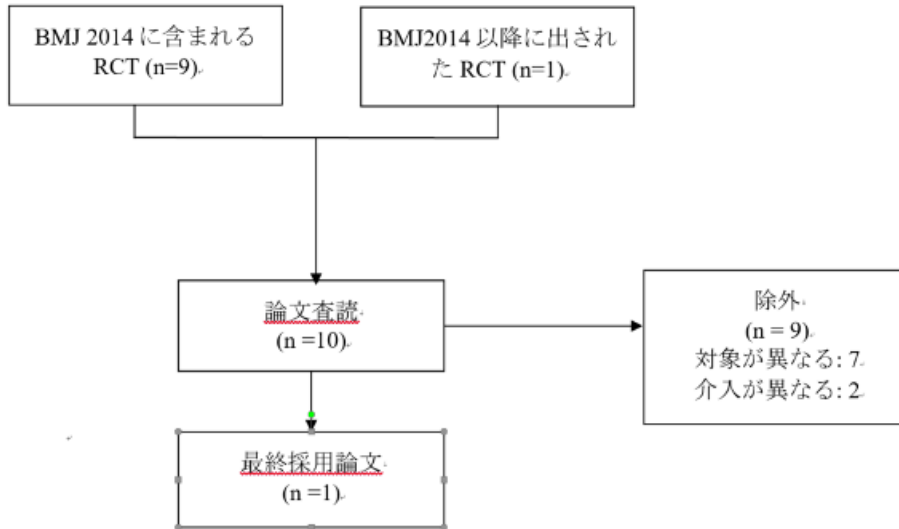 BMJ 2014 に含まれる
RCT (n=9)
BMJ2014 以降に出され
た RCT (n=1)
論文査読
(n =10)
除外
(n = 9)
対象が異なる: 7
介入が異なる: 2
最終採用論文
(n =1)